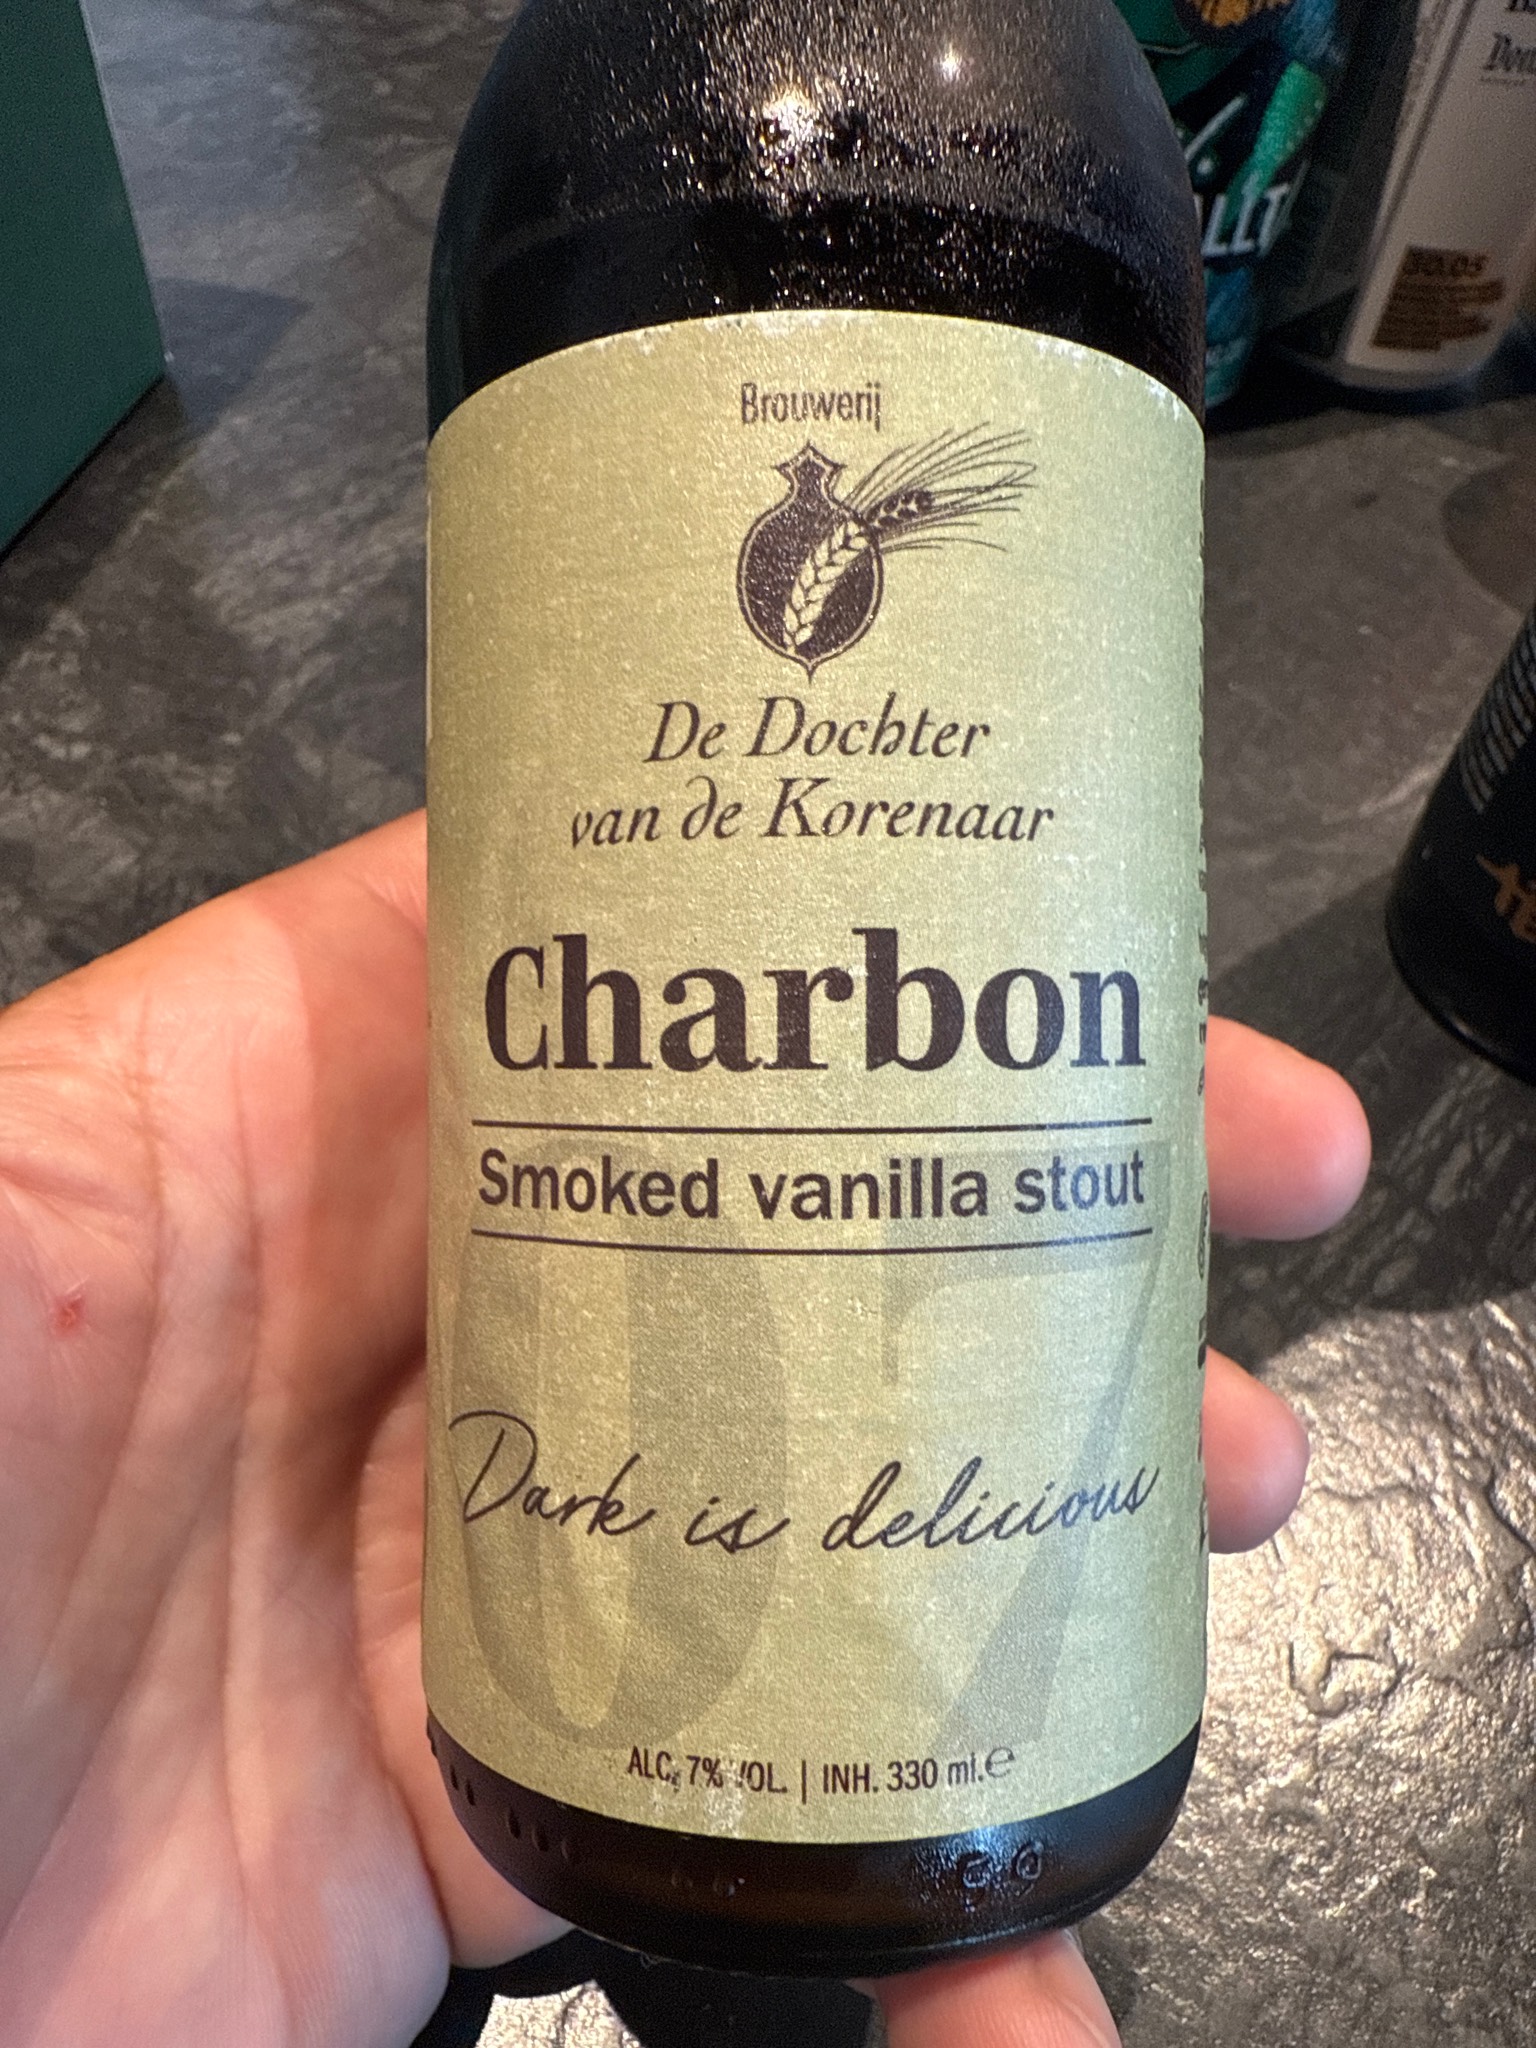 Brouwerij
De Dochter
van de Korenaar
Charbon
Smoked vanilla stout
07
Dark is delicious
ALC. 7% VOL. | INH. 330 ml.e